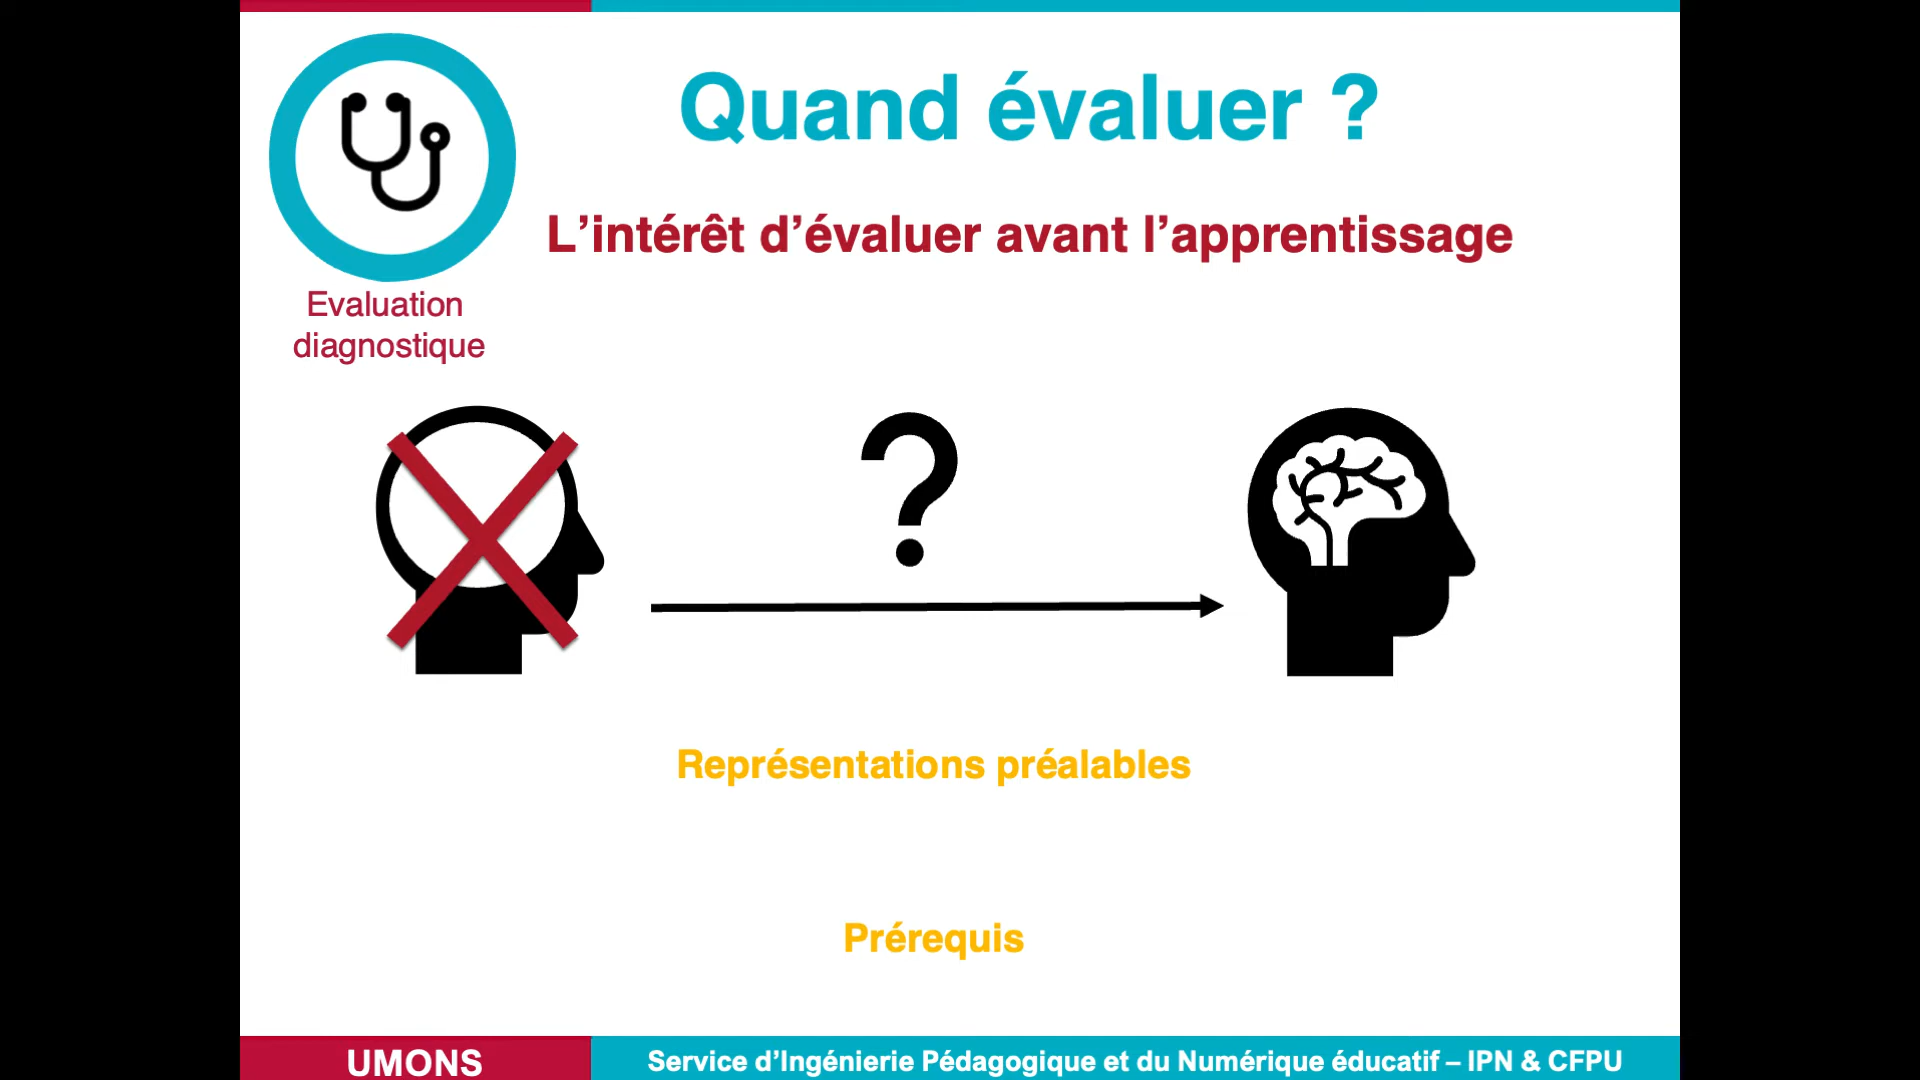 Quand évaluer ?
L’intérêt d’évaluer avant l’apprentissage
Evaluation
diagnostique
?
Représentations préalables
Prérequis
UMONS
Service d’Ingénierie Pédagogique et du Numérique éducatif – IPN & CFPU